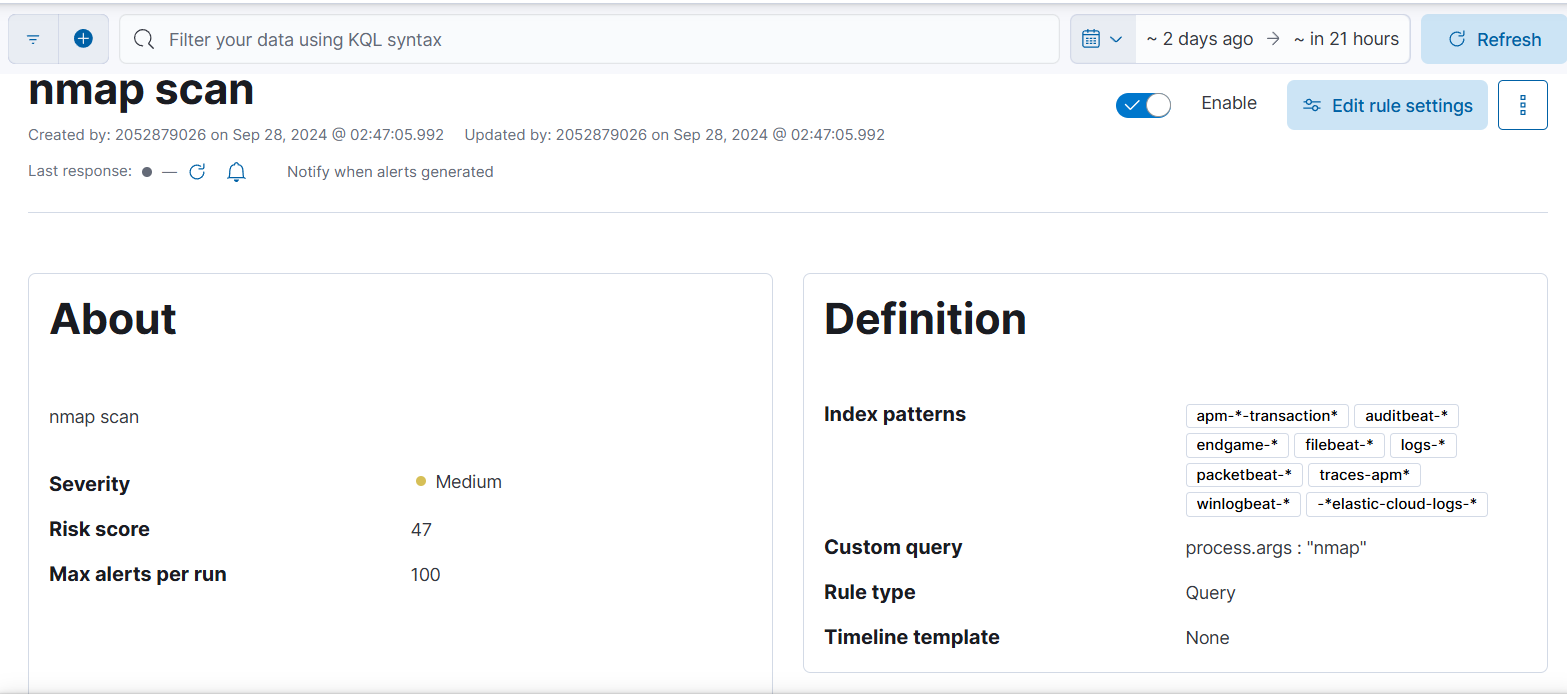 Filter your data using KQL syntax
~ 2 days ago → ~ in 21 hours
Refresh
nmap scan
Enable
Edit rule settings
Created by: 2052879026 on Sep 28, 2024 @ 02:47:05.992 Updated by: 2052879026 on Sep 28, 2024 @ 02:47:05.992
Last response: ● — Notify when alerts generated
About
nmap scan
Severity Medium
Risk score 47
Max alerts per run 100
Definition
Index patterns
apm-*-transaction* auditbeat-*
endgame-* filebeat-* logs-*
packetbeat-* traces-apm*
winlogbeat-* -*elastic-cloud-logs-*
Custom query process.args : "nmap"
Rule type Query
Timeline template None